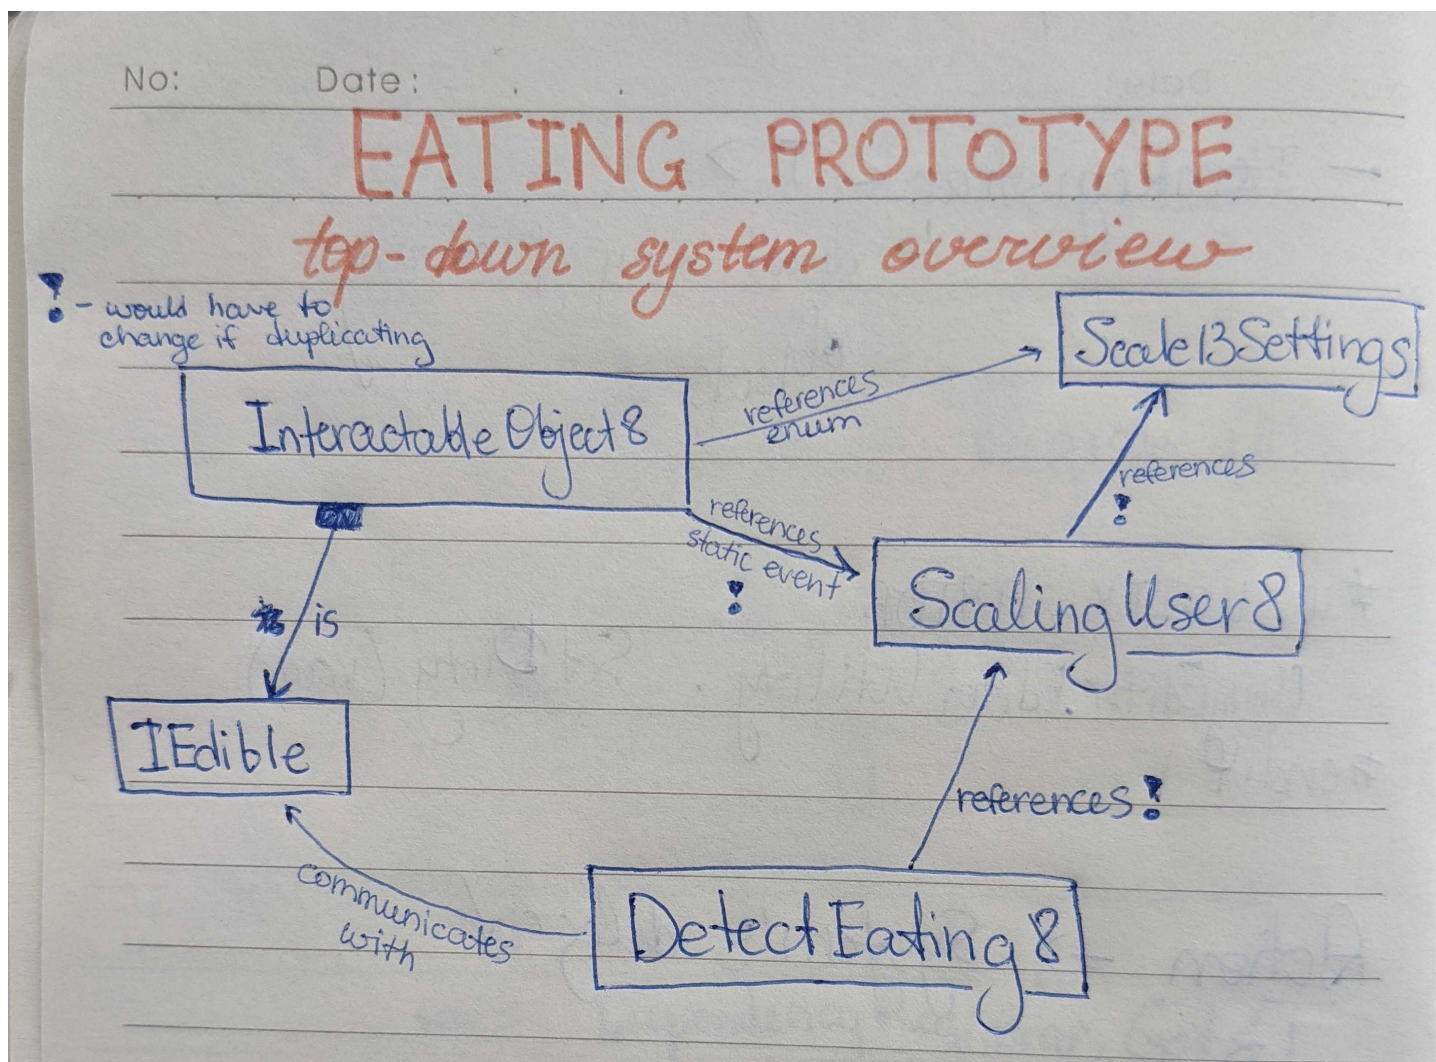 No: Date: . .
EATING PROTOTYPE
top-down system overview
! - would have to
change if duplicating
Scale13Settings
InteractableObject8
references
enum
references
!
references
static event
!
ScalingUser8
is
IEdible
references!
communicates
with
DetectEating8